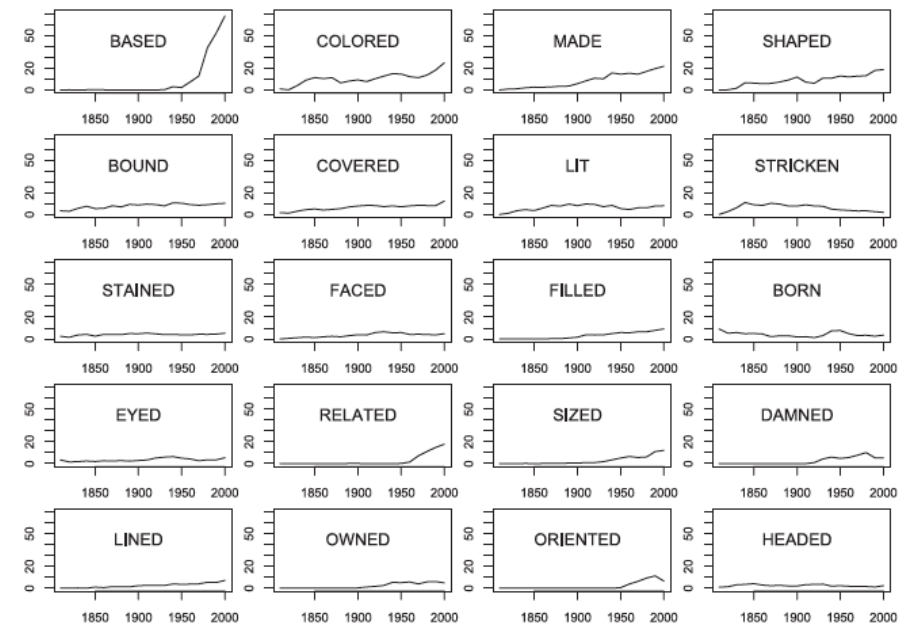 BASED COLORED MADE SHAPED
50 50 50 50
20 20 20 20
0 0 0 0
1850 1900 1950 2000 1850 1900 1950 2000 1850 1900 1950 2000 1850 1900 1950 2000
BOUND COVERED LIT STRICKEN
50 50 50 50
20 20 20 20
0 0 0 0
1850 1900 1950 2000 1850 1900 1950 2000 1850 1900 1950 2000 1850 1900 1950 2000
STAINED FACED FILLED BORN
50 50 50 50
20 20 20 20
0 0 0 0
1850 1900 1950 2000 1850 1900 1950 2000 1850 1900 1950 2000 1850 1900 1950 2000
EYED RELATED SIZED DAMNED
50 50 50 50
20 20 20 20
0 0 0 0
1850 1900 1950 2000 1850 1900 1950 2000 1850 1900 1950 2000 1850 1900 1950 2000
LINED OWNED ORIENTED HEADED
50 50 50 50
20 20 20 20
0 0 0 0
1850 1900 1950 2000 1850 1900 1950 2000 1850 1900 1950 2000 1850 1900 1950 2000